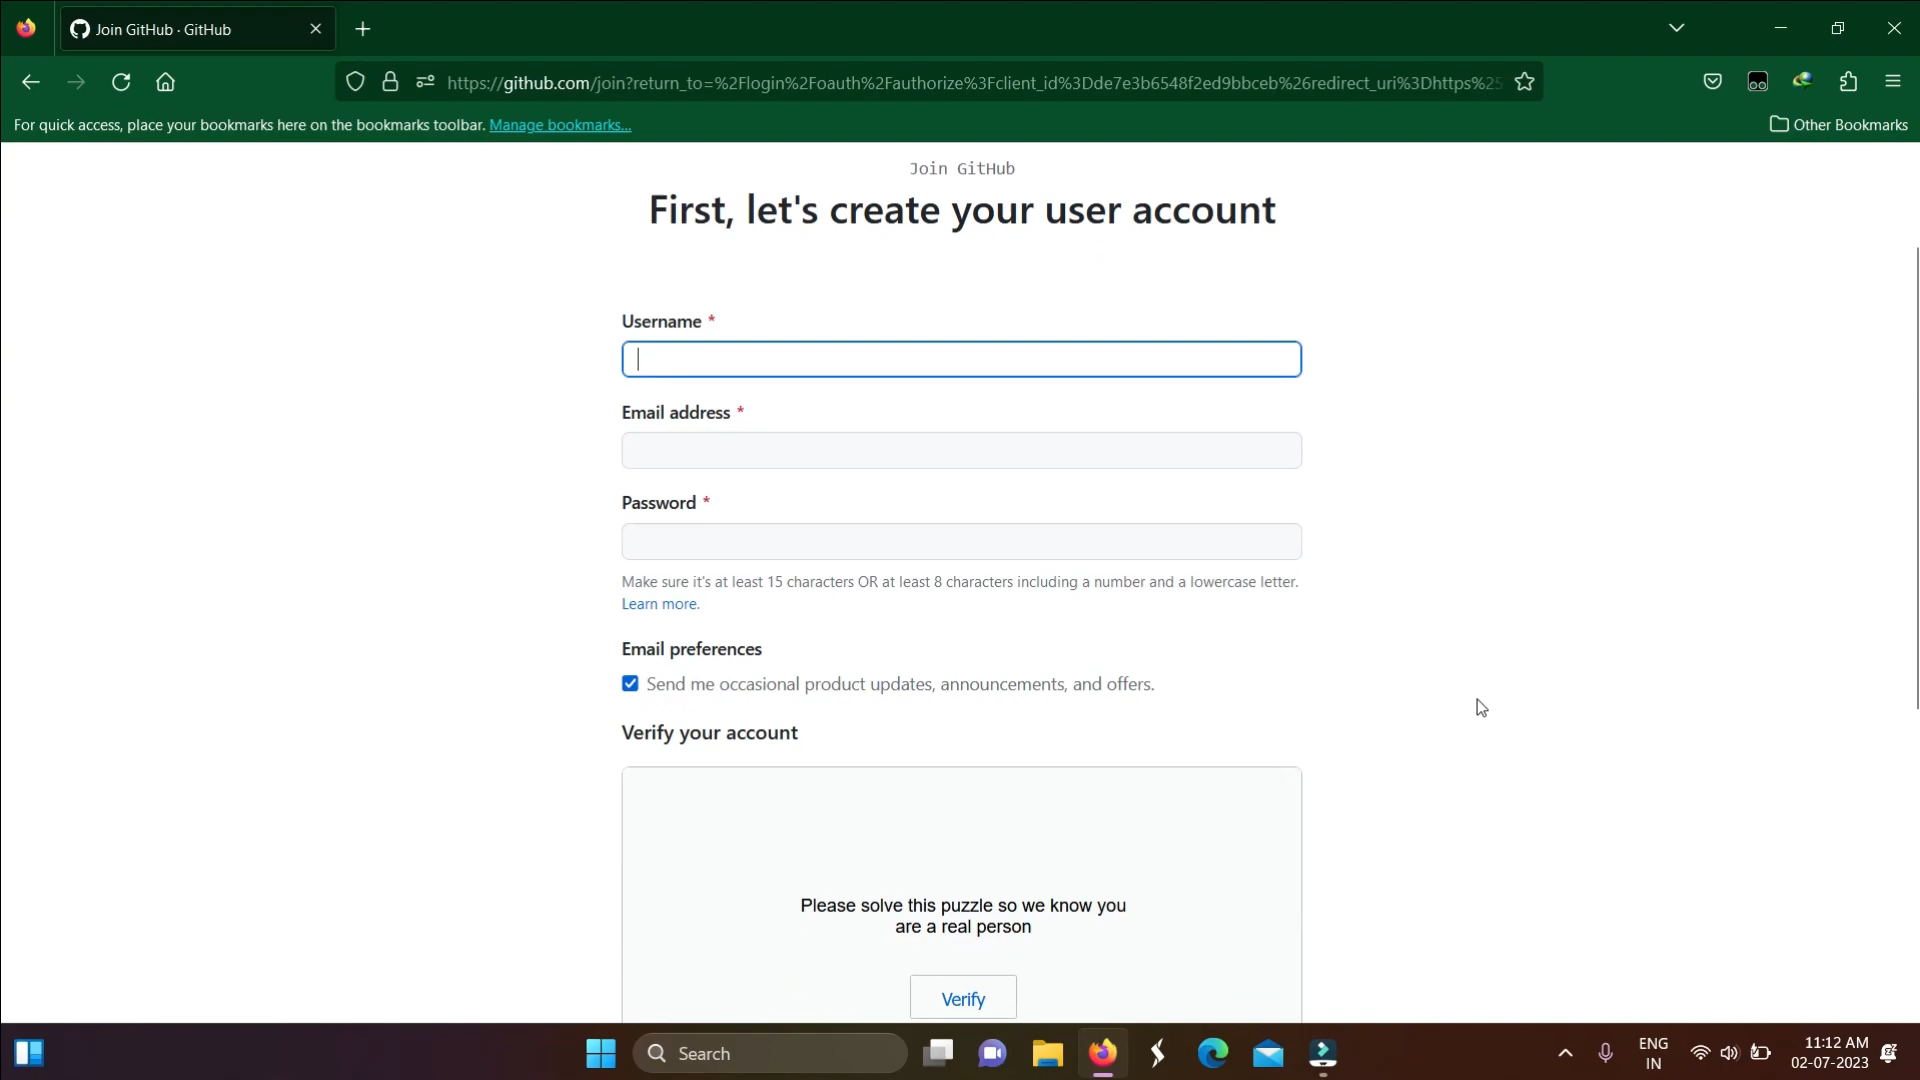 Join GitHub · GitHub
https://github.com/join?return_to=%2Flogin%2Foauth%2Fauthorize%3Fclient_id%3Dde7e3b6548f2ed9bbceb%26redirect_uri%3Dhttps%25
For quick access, place your bookmarks here on the bookmarks toolbar. Manage bookmarks...
Other Bookmarks
Join GitHub
First, let's create your user account
Username *
Email address *
Password *
Make sure it's at least 15 characters OR at least 8 characters including a number and a lowercase letter.
Learn more.
Email preferences
Send me occasional product updates, announcements, and offers.
Verify your account
Please solve this puzzle so we know you
are a real person
Verify
Search
ENG
IN
11:12 AM
02-07-2023